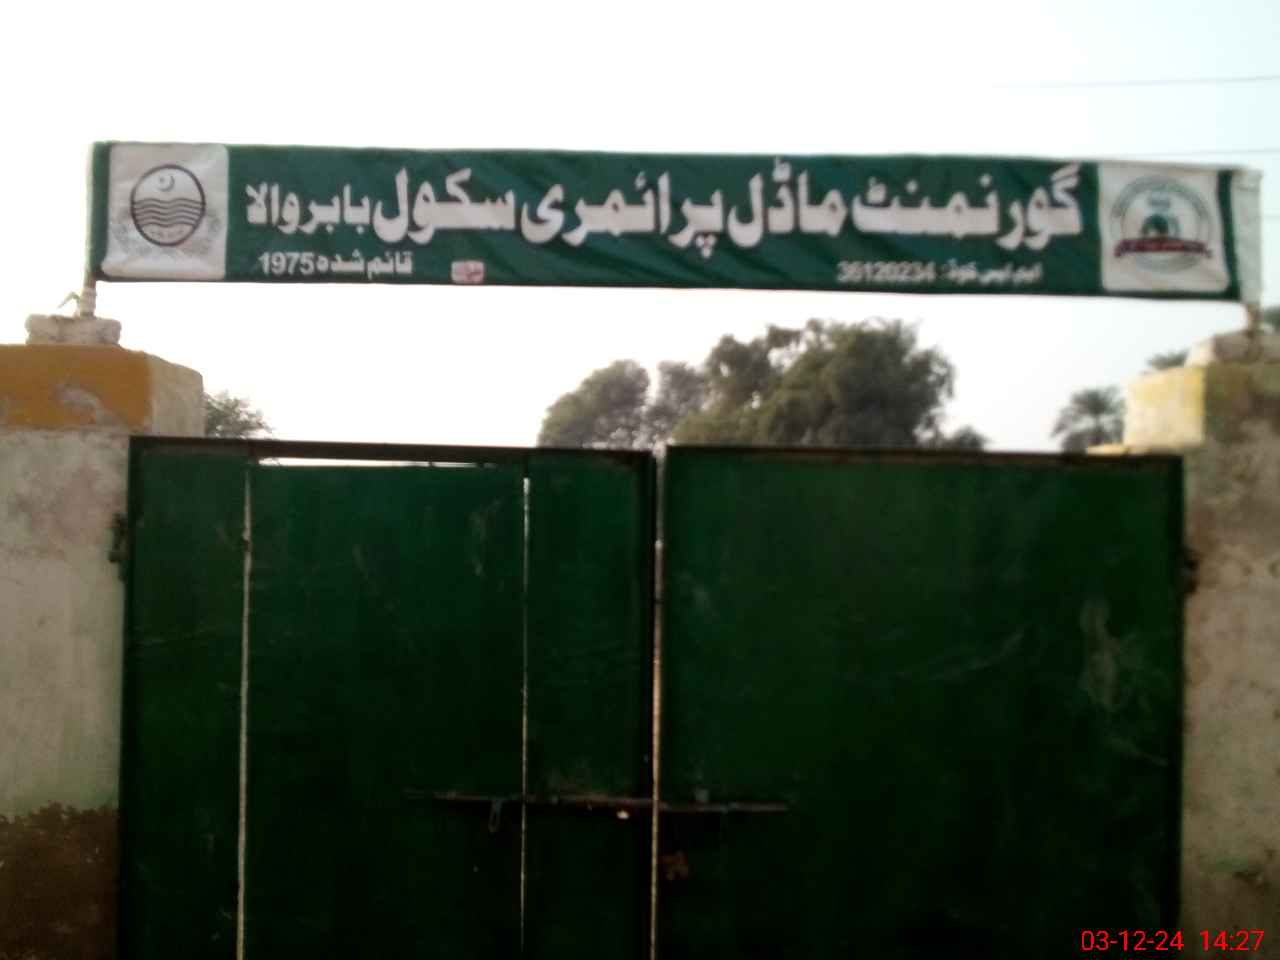 گورنمنٹ ماڈل پرائمری سکول بابروالا
ایم ایس کوڈ: 36120234
قائم شدہ 1975
03-12-24 14:27